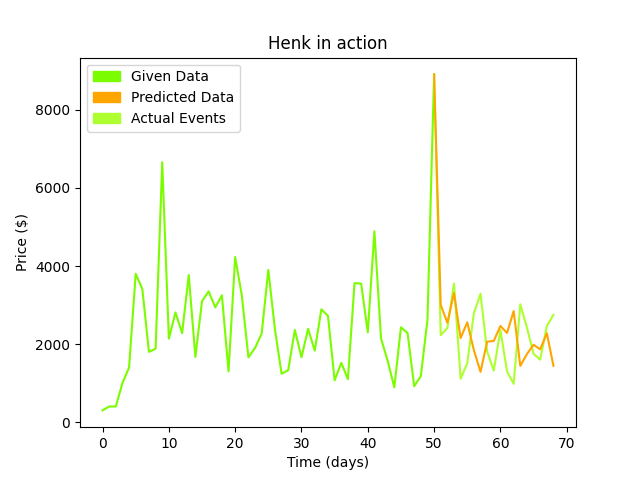 Henk in action
Given Data
Predicted Data
Actual Events
Price ($)
8000
6000
4000
2000
0
0 10 20 30 40 50 60 70
Time (days)